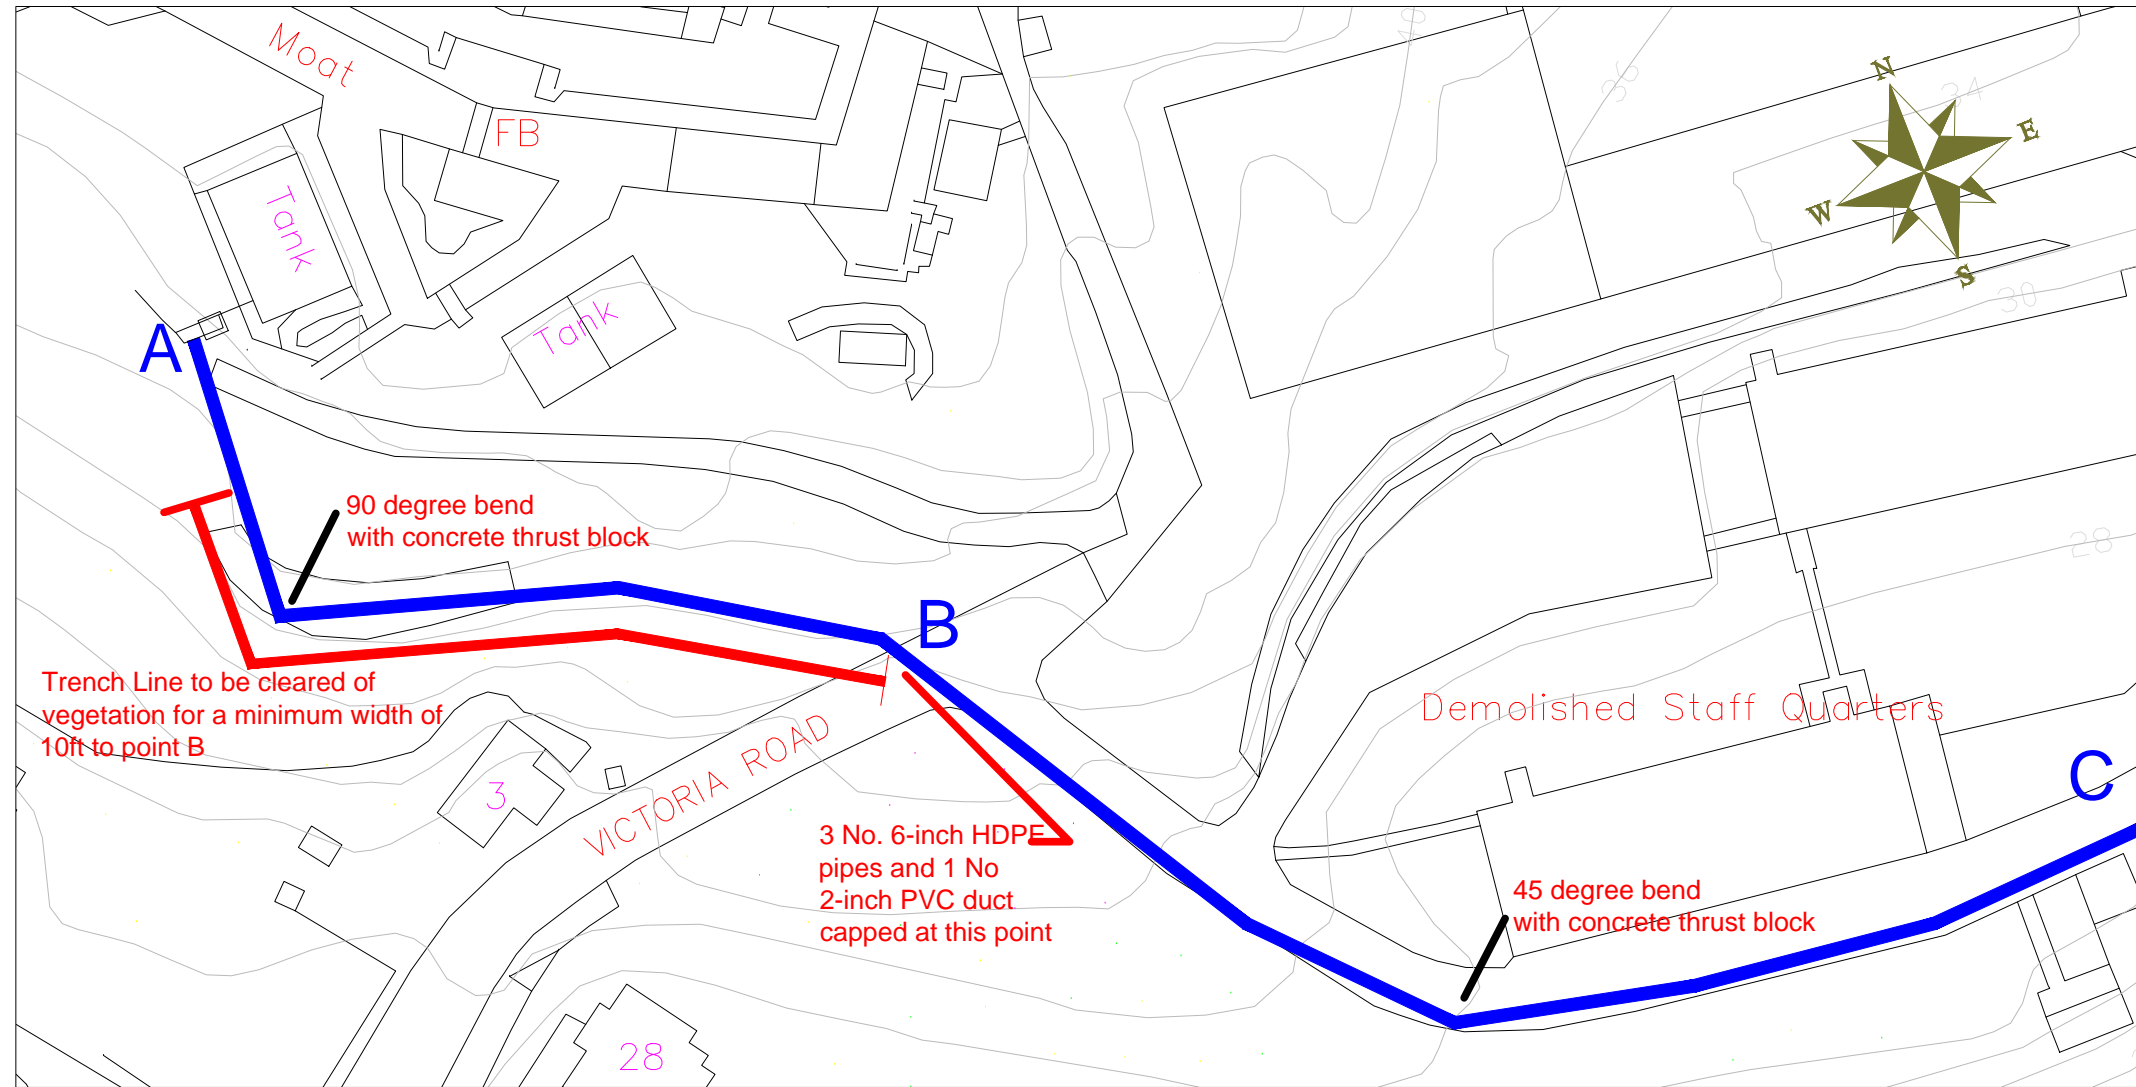 Moat
FB
Tank
Tank
40
36
34
N
E
W
S
30
A
90 degree bend
with concrete thrust block
28
B
Trench Line to be cleared of
vegetation for a minimum width of
10ft to point B
Demolished Staff Quarters
3
VICTORIA ROAD
C
3 No. 6-inch HDPE
pipes and 1 No
2-inch PVC duct
capped at this point
45 degree bend
with concrete thrust block
28